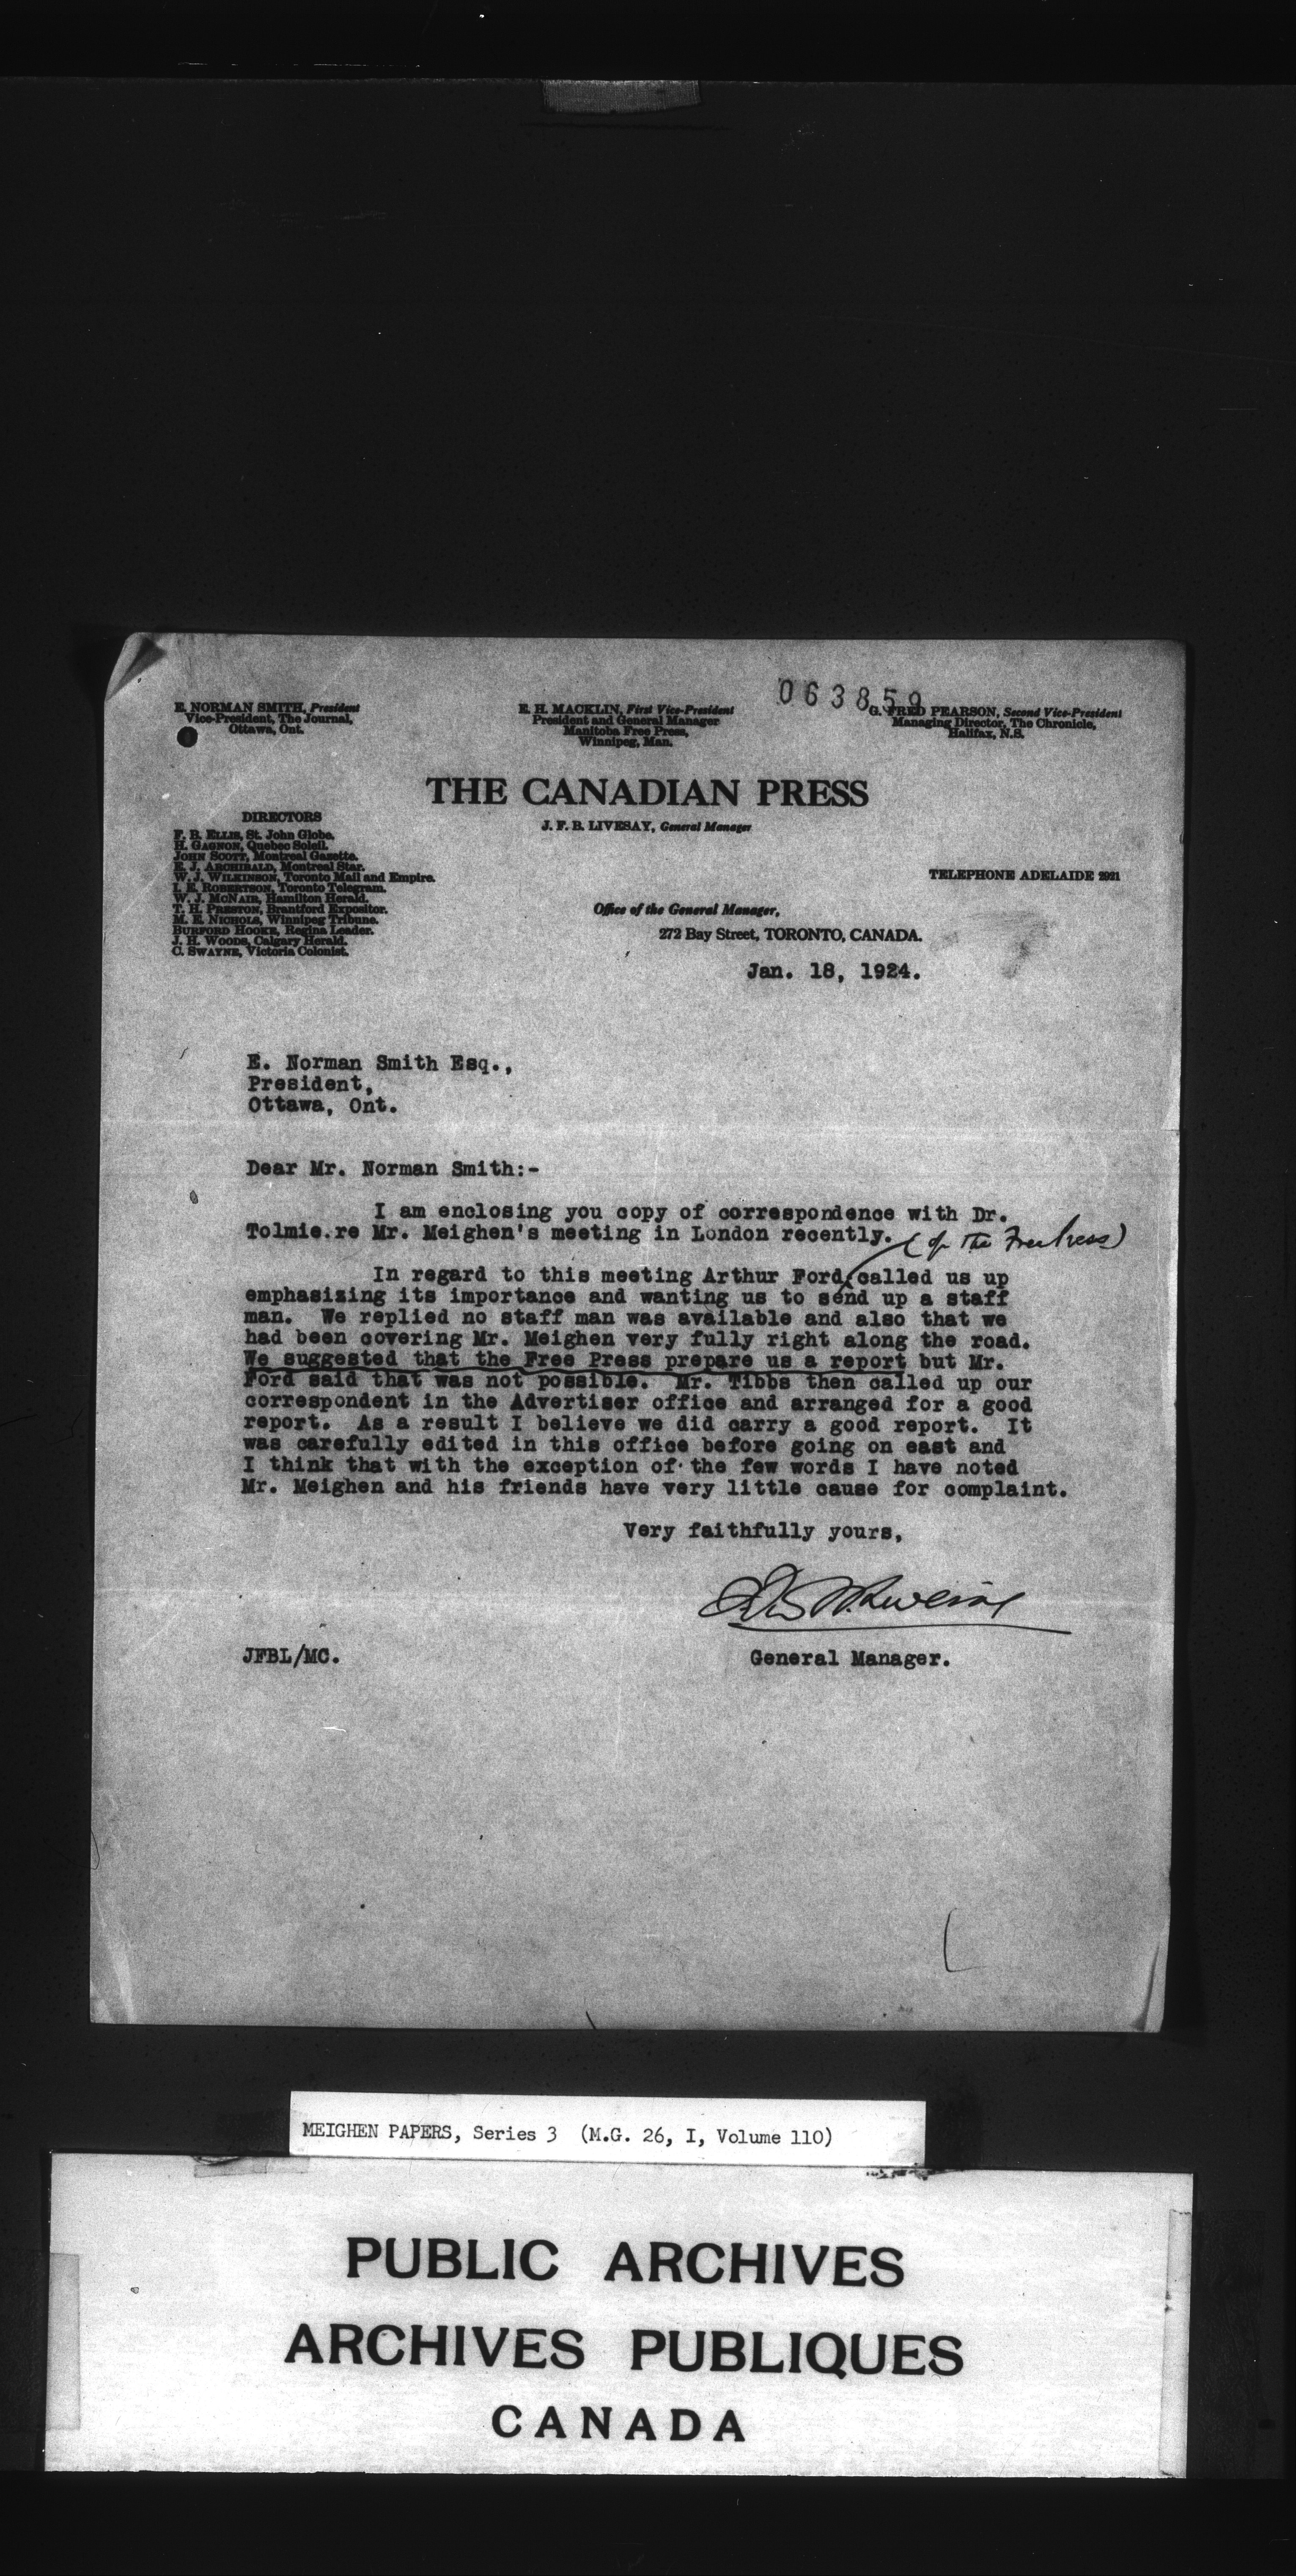 063859
E. NORMAN SMITH, President
Vice-President, The Journal,
Ottawa, Ont.
E. H. MACKLIN, First Vice-President
President and General Manager
Manitoba Free Press,
Winnipeg, Man.
G. FRED PEARSON, Second Vice-President
Managing Director, The Chronicle,
Halifax, N.S.
THE CANADIAN PRESS
J. F. B. LIVESAY, General Manager
DIRECTORS
F. B. ELLIS, St. John Globe.
H. GAGNON, Quebec Soleil.
JOHN SCOTT, Montreal Gazette.
E. J. ARCHIBALD, Montreal Star.
W. J. WILKINSON, Toronto Mail and Empire.
I. E. ROBERTSON, Toronto Telegram.
W. J. MCNAIR, Hamilton Herald.
T. H. PRESTON, Brantford Expositor.
M. E. NICHOLS, Winnipeg Tribune.
BURFORD HOOKE, Regina Leader.
J. H. WOODS, Calgary Herald.
C. SWAYNE, Victoria Colonist.
TELEPHONE ADELAIDE 2921
Office of the General Manager,
272 Bay Street, TORONTO, CANADA.
Jan. 18, 1924.
E. Norman Smith Esq.,
President,
Ottawa, Ont.
Dear Mr. Norman Smith:-
I am enclosing you copy of correspondence with Dr.
Tolmie.re Mr. Meighen's meeting in London recently.
(of the Free Press)
In regard to this meeting Arthur Ford called us up
emphasizing its importance and wanting us to send up a staff
man. We replied no staff man was available and also that we
had been covering Mr. Meighen very fully right along the road.
We suggested that the Free Press prepare us a report but Mr.
Ford said that was not possible. Mr. Tibbs then called up our
correspondent in the Advertiser office and arranged for a good
report. As a result I believe we did carry a good report. It
was carefully edited in this office before going on east and
I think that with the exception of the few words I have noted
Mr. Meighen and his friends have very little cause for complaint.
Very faithfully yours,
JFBL/MC.
General Manager.
MEIGHEN PAPERS, Series 3 (M.G. 26, I, Volume 110)
PUBLIC ARCHIVES
ARCHIVES PUBLIQUES
CANADA